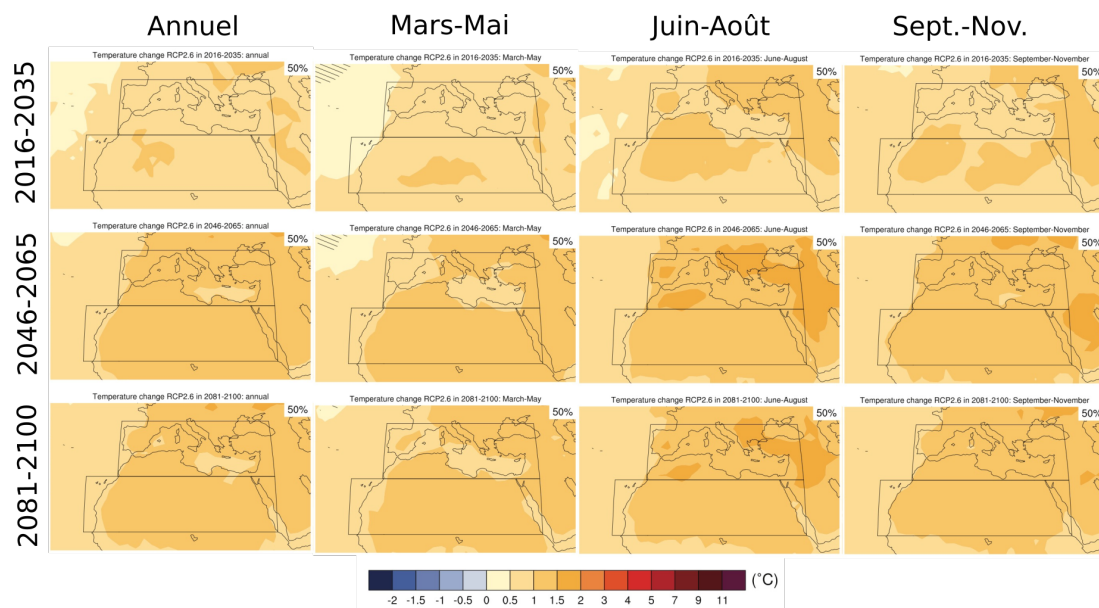 Annuel Mars-Mai Juin-Août Sept.-Nov.
2016-2035
Temperature change RCP2.6 in 2016-2035: annual
50%
Temperature change RCP2.6 in 2016-2035: March-May
50%
Temperature change RCP2.6 in 2016-2035: June-August
50%
Temperature change RCP2.6 in 2016-2035: September-November
50%
2046-2065
Temperature change RCP2.6 in 2046-2065: annual
50%
Temperature change RCP2.6 in 2046-2065: March-May
50%
Temperature change RCP2.6 in 2046-2065: June-August
50%
Temperature change RCP2.6 in 2046-2065: September-November
50%
2081-2100
Temperature change RCP2.6 in 2081-2100: annual
50%
Temperature change RCP2.6 in 2081-2100: March-May
50%
Temperature change RCP2.6 in 2081-2100: June-August
50%
Temperature change RCP2.6 in 2081-2100: September-November
50%
(°C)
-2 -1.5 -1 -0.5 0 0.5 1 1.5 2 3 4 5 7 9 11